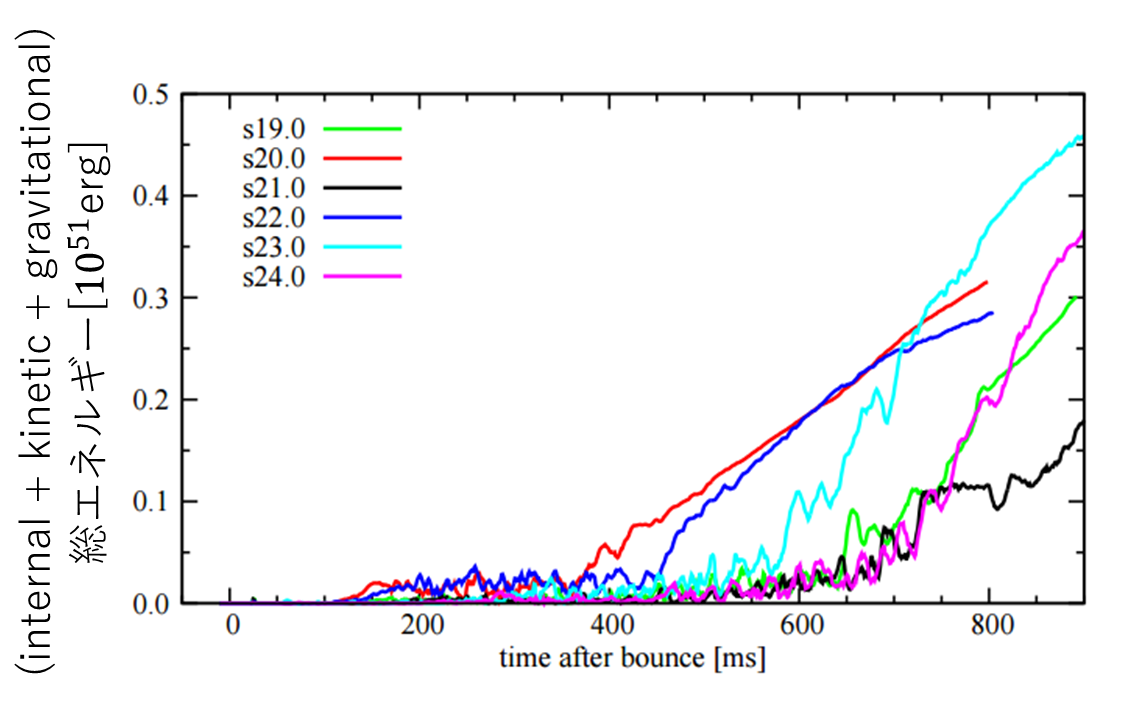 (internal + kinetic + gravitational)
総エネルギー[10⁵¹erg]
0.5
0.4
0.3
0.2
0.1
0.0
s19.0
s20.0
s21.0
s22.0
s23.0
s24.0
0 200 400 600 800
time after bounce [ms]